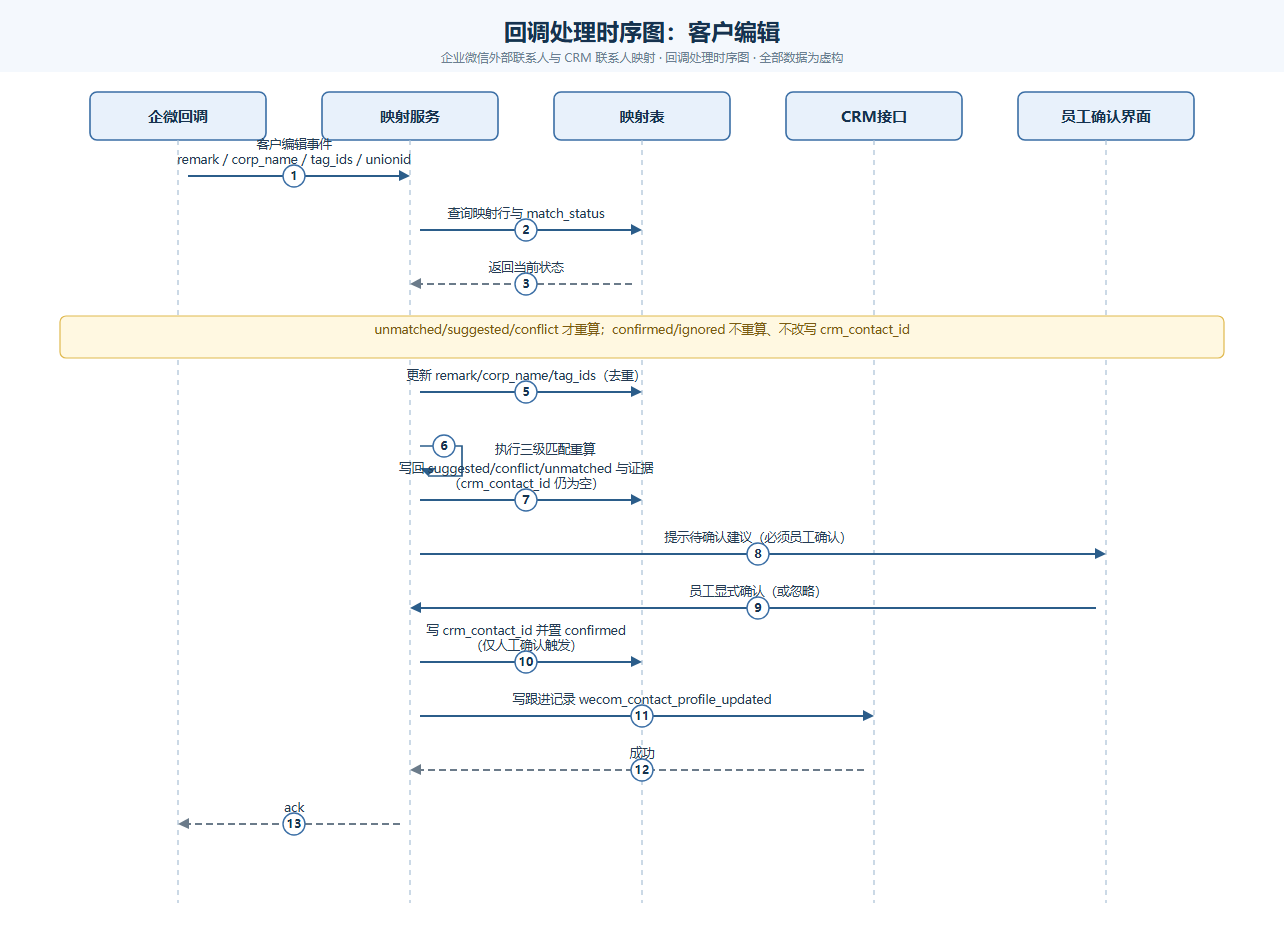 回调处理时序图：客户编辑
企业微信外部联系人与 CRM 联系人映射 · 回调处理时序图 · 全部数据为虚构
企微回调
映射服务
映射表
CRM接口
员工确认界面
客户编辑事件
remark / corp_name / tag_ids / unionid
1
查询映射行与 match_status
2
返回当前状态
3
unmatched/suggested/conflict 才重算；confirmed/ignored 不重算、不改写 crm_contact_id
更新 remark/corp_name/tag_ids（去重）
5
6
执行三级匹配重算
写回 suggested/conflict/unmatched 与证据
（crm_contact_id 仍为空）
7
提示待确认建议（必须员工确认）
8
员工显式确认（或忽略）
9
写 crm_contact_id 并置 confirmed
（仅人工确认触发）
10
写跟进记录 wecom_contact_profile_updated
11
成功
12
ack
13